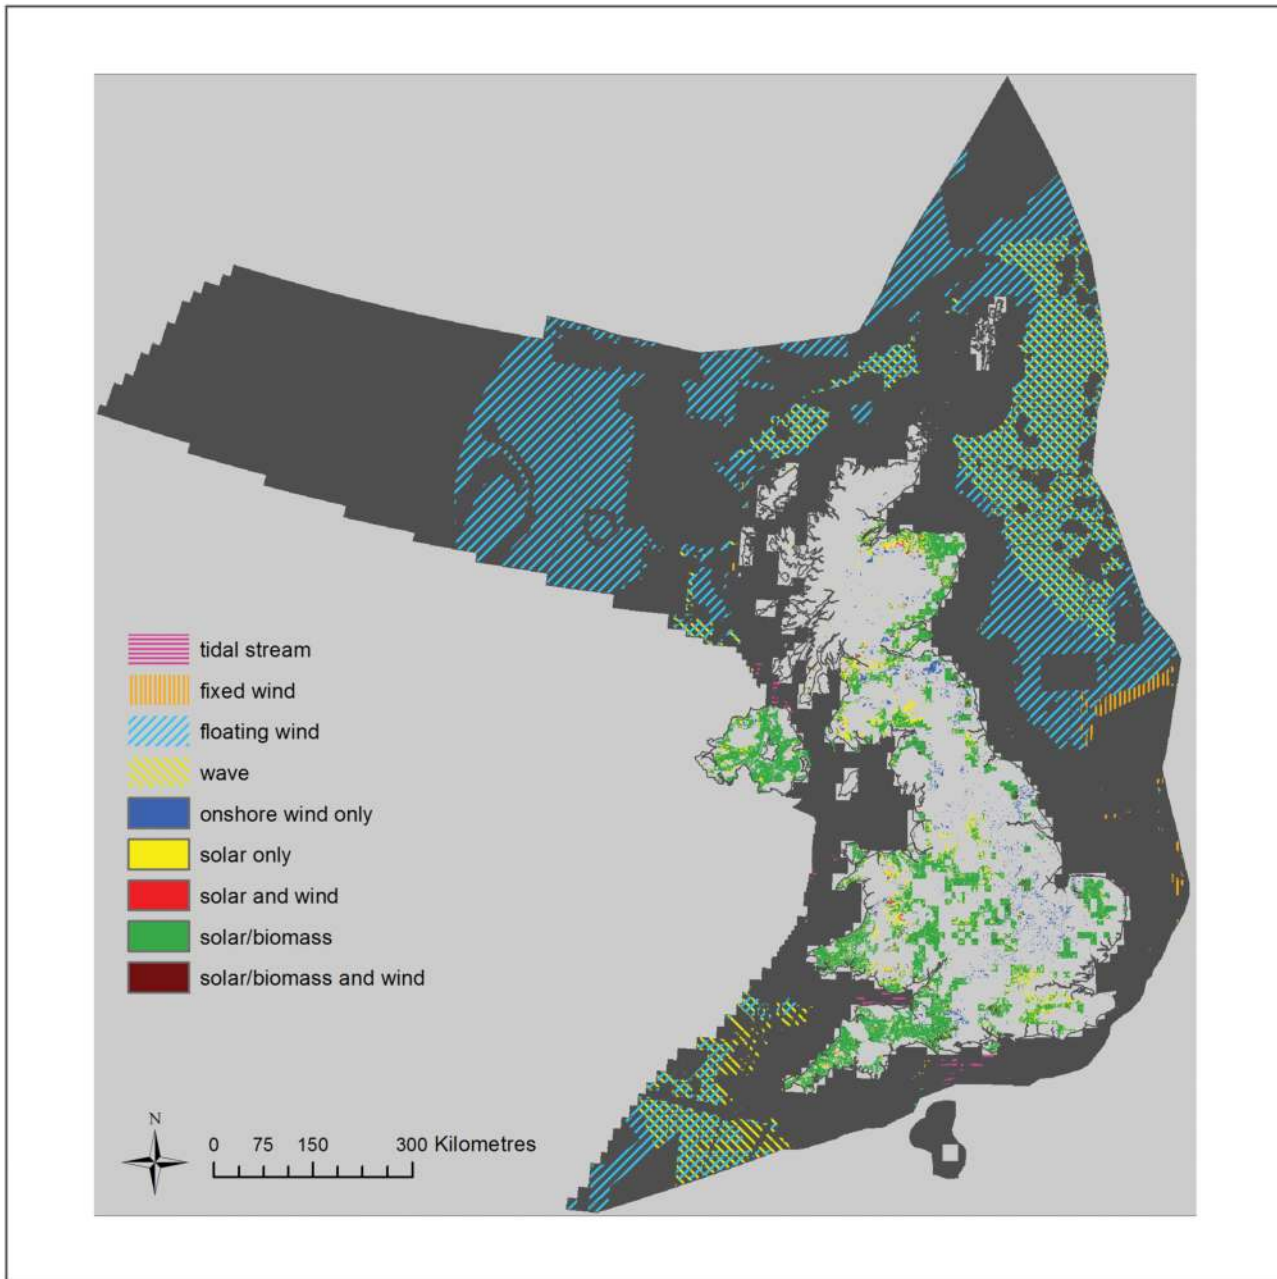 tidal stream
fixed wind
floating wind
wave
onshore wind only
solar only
solar and wind
solar/biomass
solar/biomass and wind
N
0 75 150 300 Kilometres